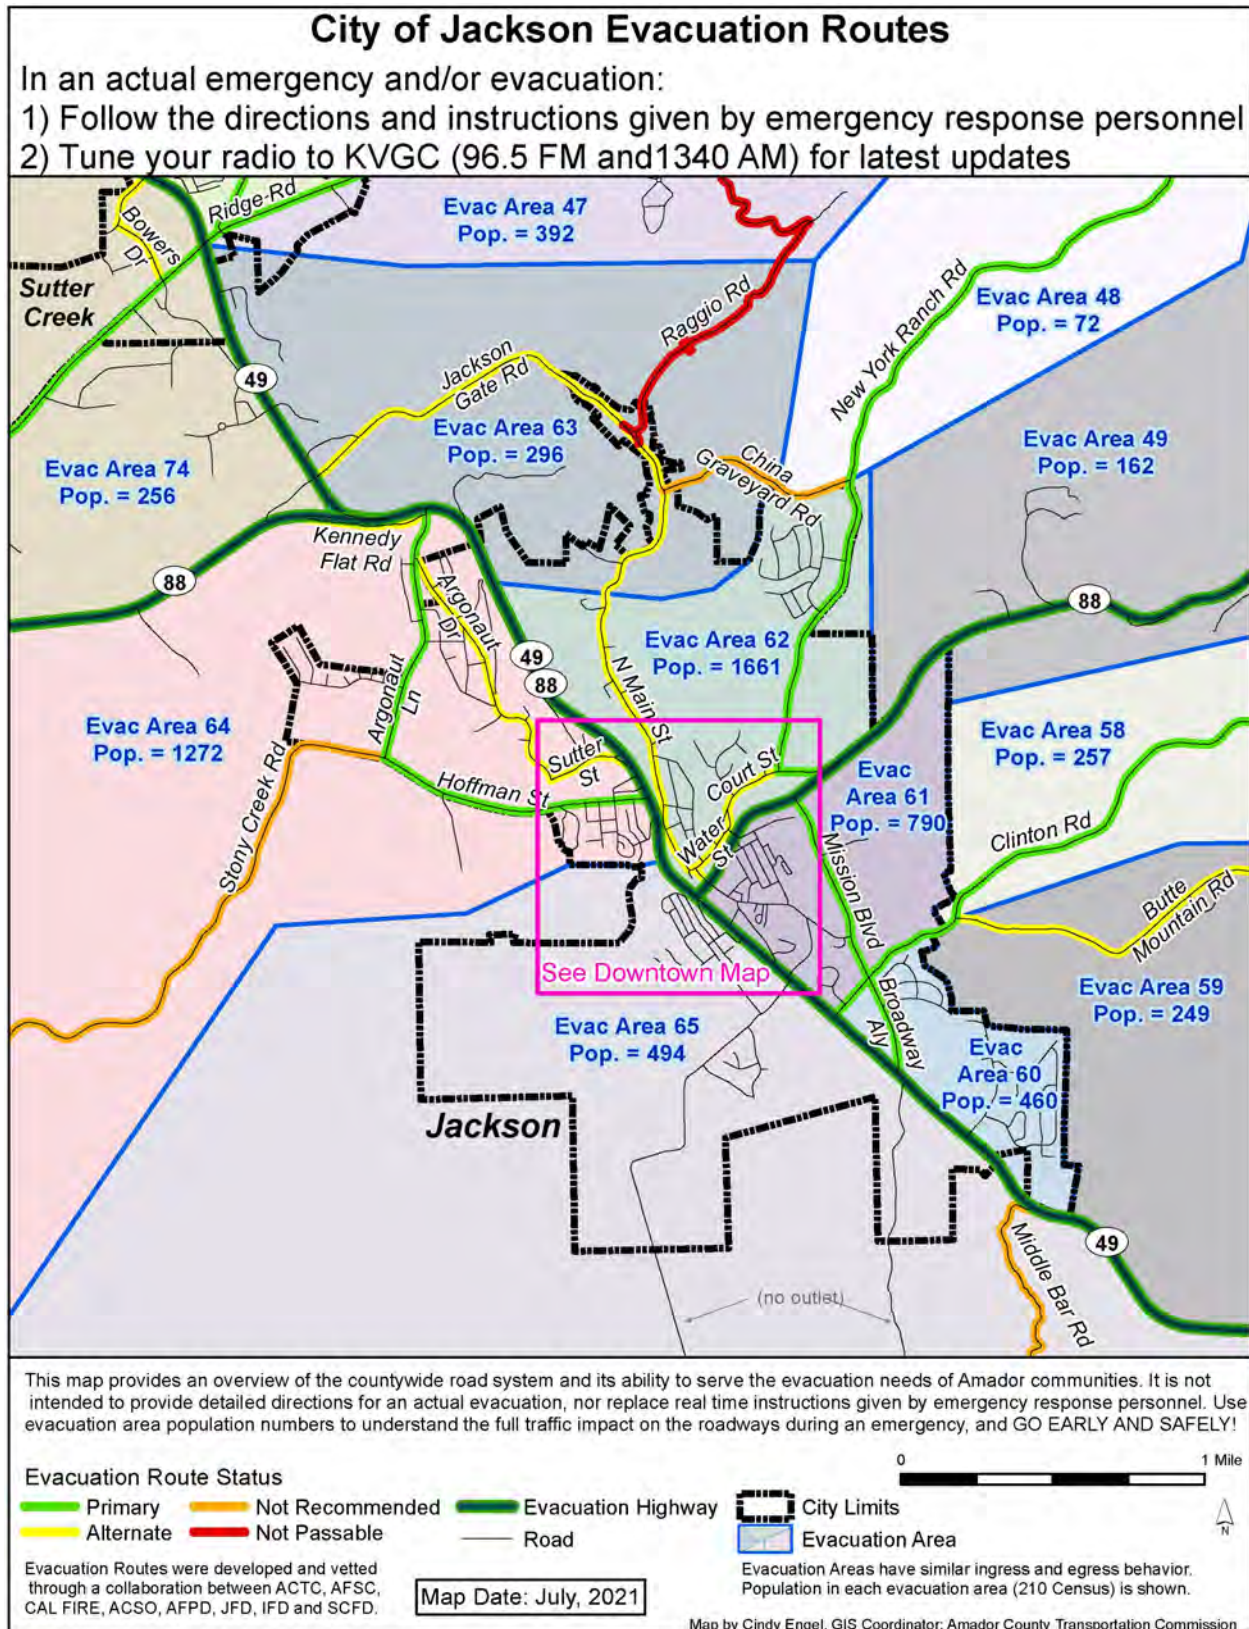 City of Jackson Evacuation Routes
In an actual emergency and/or evacuation:
1) Follow the directions and instructions given by emergency response personnel
2) Tune your radio to KVGC (96.5 FM and1340 AM) for latest updates
Ridge Rd
Bowers
Dr
Sutter
Creek
Evac Area 47
Pop. = 392
Raggio Rd
New York Ranch Rd
Evac Area 48
Pop. = 72
49
Jackson
Gate Rd
Evac Area 63
Pop. = 296
China
Graveyard Rd
Evac Area 49
Pop. = 162
Evac Area 74
Pop. = 256
Kennedy
Flat Rd
88
88
Argonaut
Dr
49
88
Evac Area 62
Pop. = 1661
N Main St
Argonaut
Ln
Evac Area 64
Pop. = 1272
Stony Creek Rd
Hoffman St
Sutter
St
Court St
Water
St
Evac
Area 61
Pop. = 790
Evac Area 58
Pop. = 257
Clinton Rd
Mission Blvd
Butte
Mountain Rd
See Downtown Map
Evac Area 65
Pop. = 494
Broadway
Aly
Evac Area 59
Pop. = 249
Evac
Area 60
Pop. = 460
Jackson
49
Middle Bar Rd
(no outlet)
This map provides an overview of the countywide road system and its ability to serve the evacuation needs of Amador communities. It is not
intended to provide detailed directions for an actual evacuation, nor replace real time instructions given by emergency response personnel. Use
evacuation area population numbers to understand the full traffic impact on the roadways during an emergency, and GO EARLY AND SAFELY!
0 1 Mile
Evacuation Route Status
Primary
Not Recommended
Evacuation Highway
City Limits
Alternate
Not Passable
Road
Evacuation Area
N
Evacuation Routes were developed and vetted
through a collaboration between ACTC, AFSC,
CAL FIRE, ACSO, AFPD, JFD, IFD and SCFD.
Map Date: July, 2021
Evacuation Areas have similar ingress and egress behavior.
Population in each evacuation area (210 Census) is shown.
Map by Cindy Engel, GIS Coordinator: Amador County Transportation Commission